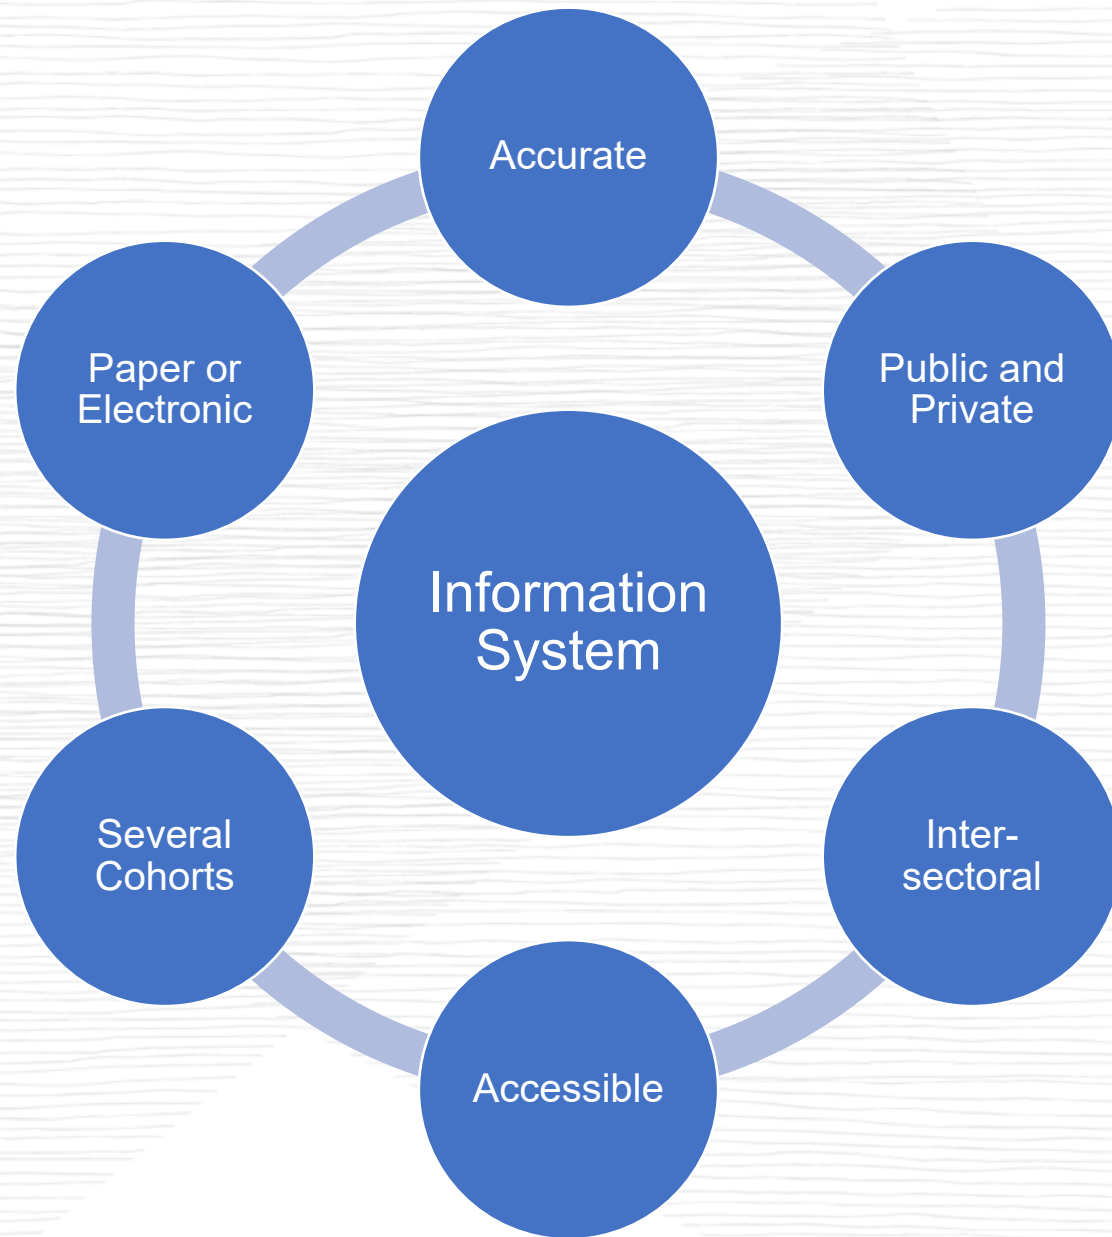 Accurate
Paper or
Electronic
Public and
Private
Information
System
Several
Cohorts
Inter-
sectoral
Accessible